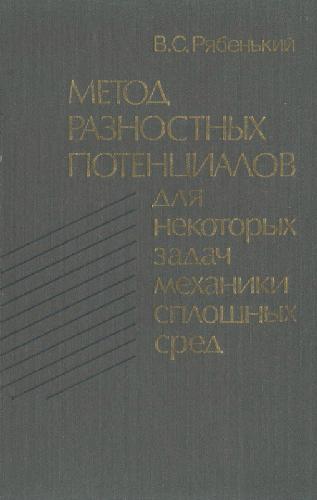 В.С. Рябенький
МЕТОД
РАЗНОСТНЫХ
ПОТЕНЦИАЛОВ
для
некоторых
задач
механики
сплошных
сред